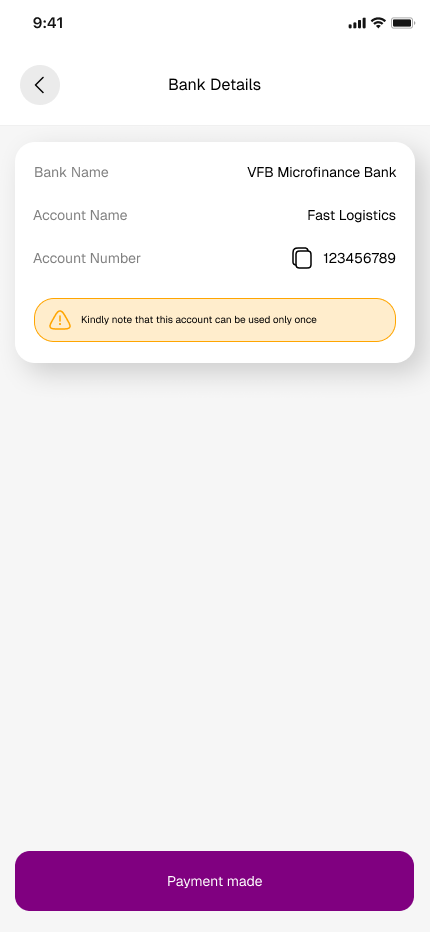 9:41
Bank Details
Bank Name VFB Microfinance Bank
Account Name Fast Logistics
Account Number 123456789
Kindly note that this account can be used only once
Payment made